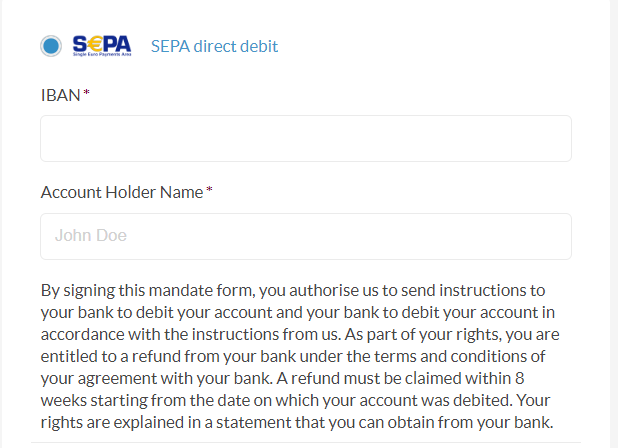 S€PA SEPA direct debit
Single Euro Payments Area
IBAN*
Account Holder Name*
John Doe
By signing this mandate form, you authorise us to send instructions to
your bank to debit your account and your bank to debit your account in
accordance with the instructions from us. As part of your rights, you are
entitled to a refund from your bank under the terms and conditions of
your agreement with your bank. A refund must be claimed within 8
weeks starting from the date on which your account was debited. Your
rights are explained in a statement that you can obtain from your bank.